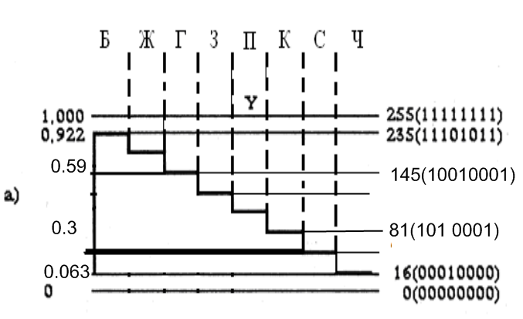 Б Ж Г З П К С Ч
Y
1,000 255(11111111)
0,922 235(11101011)
0.59 145(10010001)
а)
0.3 81(101 0001)
0.063 16(00010000)
0 0(00000000)